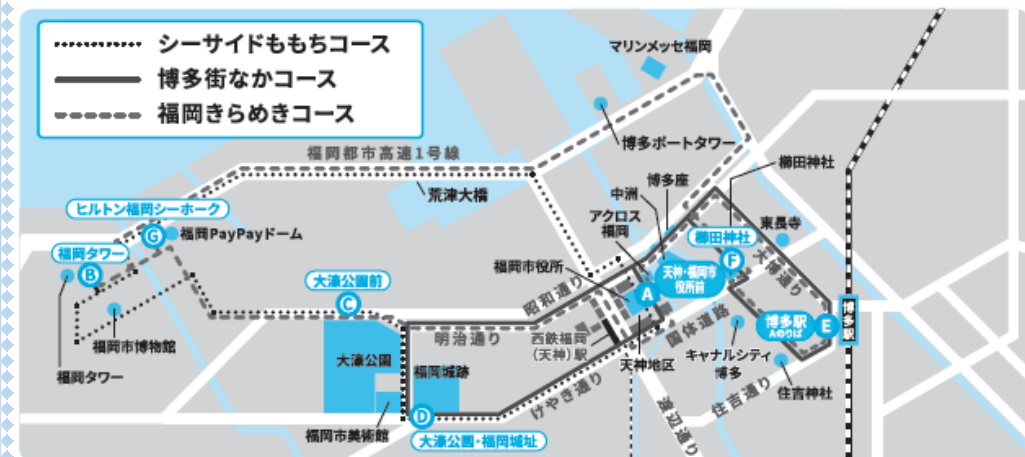 シーサイドももちコース
博多街なかコース
福岡きらめきコース
マリンメッセ福岡
博多ポートタワー
福岡都市高速1号線
荒津大橋
櫛田神社
博多座
中洲
アクロス
福岡
東長寺
ヒルトン福岡シーホーク
G
福岡PayPayドーム
福岡タワー
B
福岡市役所
櫛田神社
F
天神・福岡市
役所前
A
大博通り
大濠公園前
C
昭和通り
国体道路
博多駅
Aのりば
E
博多駅
福岡市博物館
福岡タワー
明治通り
西鉄福岡
(天神)駅
天神地区
キャナルシティ
博多
大濠公園
福岡城跡
けやき通り
渡辺通り
住吉通り
住吉神社
福岡市美術館
D
大濠公園・福岡城址